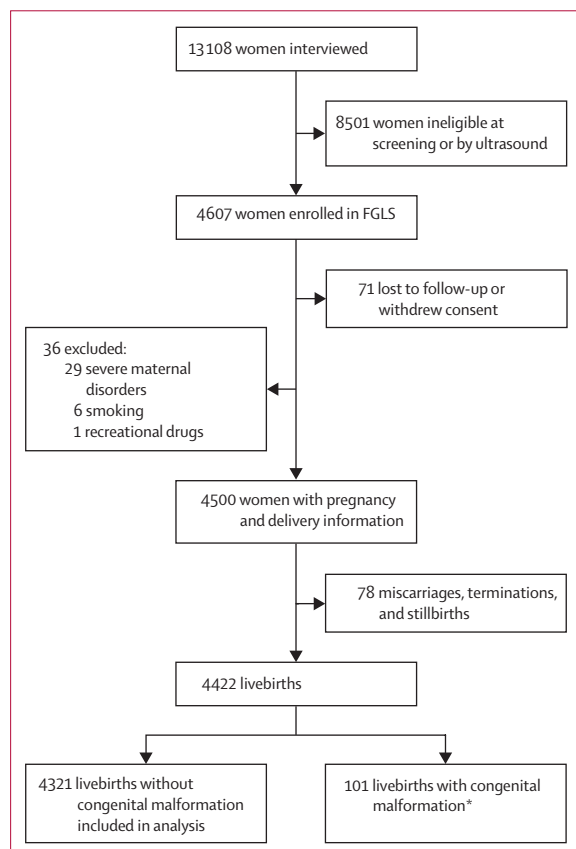 13 108 women interviewed
8501 women ineligible at
screening or by ultrasound
4607 women enrolled in FGLS
71 lost to follow-up or
withdrew consent
36 excluded:
29 severe maternal
disorders
6 smoking
1 recreational drugs
4500 women with pregnancy
and delivery information
78 miscarriages, terminations,
and stillbirths
4422 livebirths
4321 livebirths without
congenital malformation
included in analysis
101 livebirths with congenital
malformation*